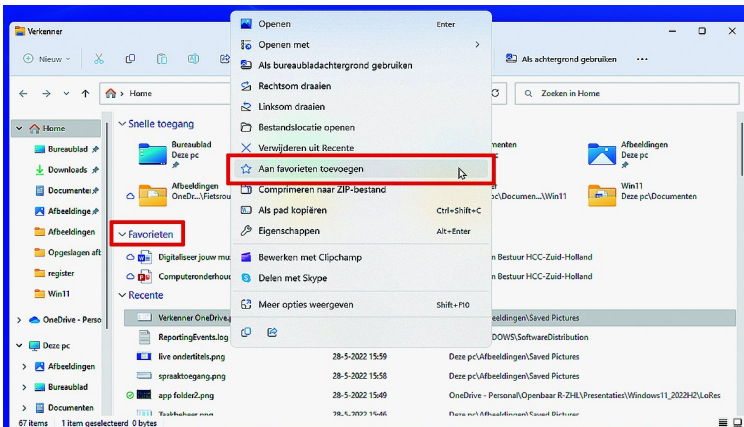 Verkenner
Nieuw
Als achtergrond gebruiken
Home
Zoeken in Home
Openen Enter
Openen met
Als bureaubladachtergrond gebruiken
Rechtsom draaien
Linksom draaien
Bestandslocatie openen
Verwijderen uit Recente
Aan favorieten toevoegen
Comprimeren naar ZIP-bestand
Als pad kopiëren Ctrl+Shift+C
Eigenschappen Alt+Enter
Bewerken met Clipchamp
Delen met Skype
Meer opties weergeven Shift+F10
Home
Bureaublad
Downloads
Documenten
Afbeeldinge
Afbeeldingen
Opgeslagen afb
register
Win11
OneDrive - Perso
Deze pc
Afbeeldingen
Bureaublad
Documenten
Snelle toegang
Bureaublad
Deze pc
Afbeeldingen
OneDr...\Fietsrou
Afbeeldingen
Deze pc
Win11
Deze pc\Documenten
pc\Documen...\Win11
Favorieten
Digitaliseer jouw mu
n Bestuur HCC-Zuid-Holland
Computeronderhou
n Bestuur HCC-Zuid-Holland
Recente
Verkenner OneDrive.p
eeldingen\Saved Pictures
ReportingEvents.log
DOWS\SoftwareDistribution
live ondertitels.png 28-5-2022 15:59 Deze pc\Afbeeldingen\Saved Pictures
spraaktoegang.png 28-5-2022 15:58 Deze pc\Afbeeldingen\Saved Pictures
app folder2.png 28-5-2022 15:49 OneDrive - Personal\Openbaar R-ZHL\Presentaties\Windows11_2022H2\LoRes
Taakbeheer.png 28-5-2022 15:46 Deze pc\Afbeeldingen\Saved Pictures
67 items 1 item geselecteerd 0 bytes